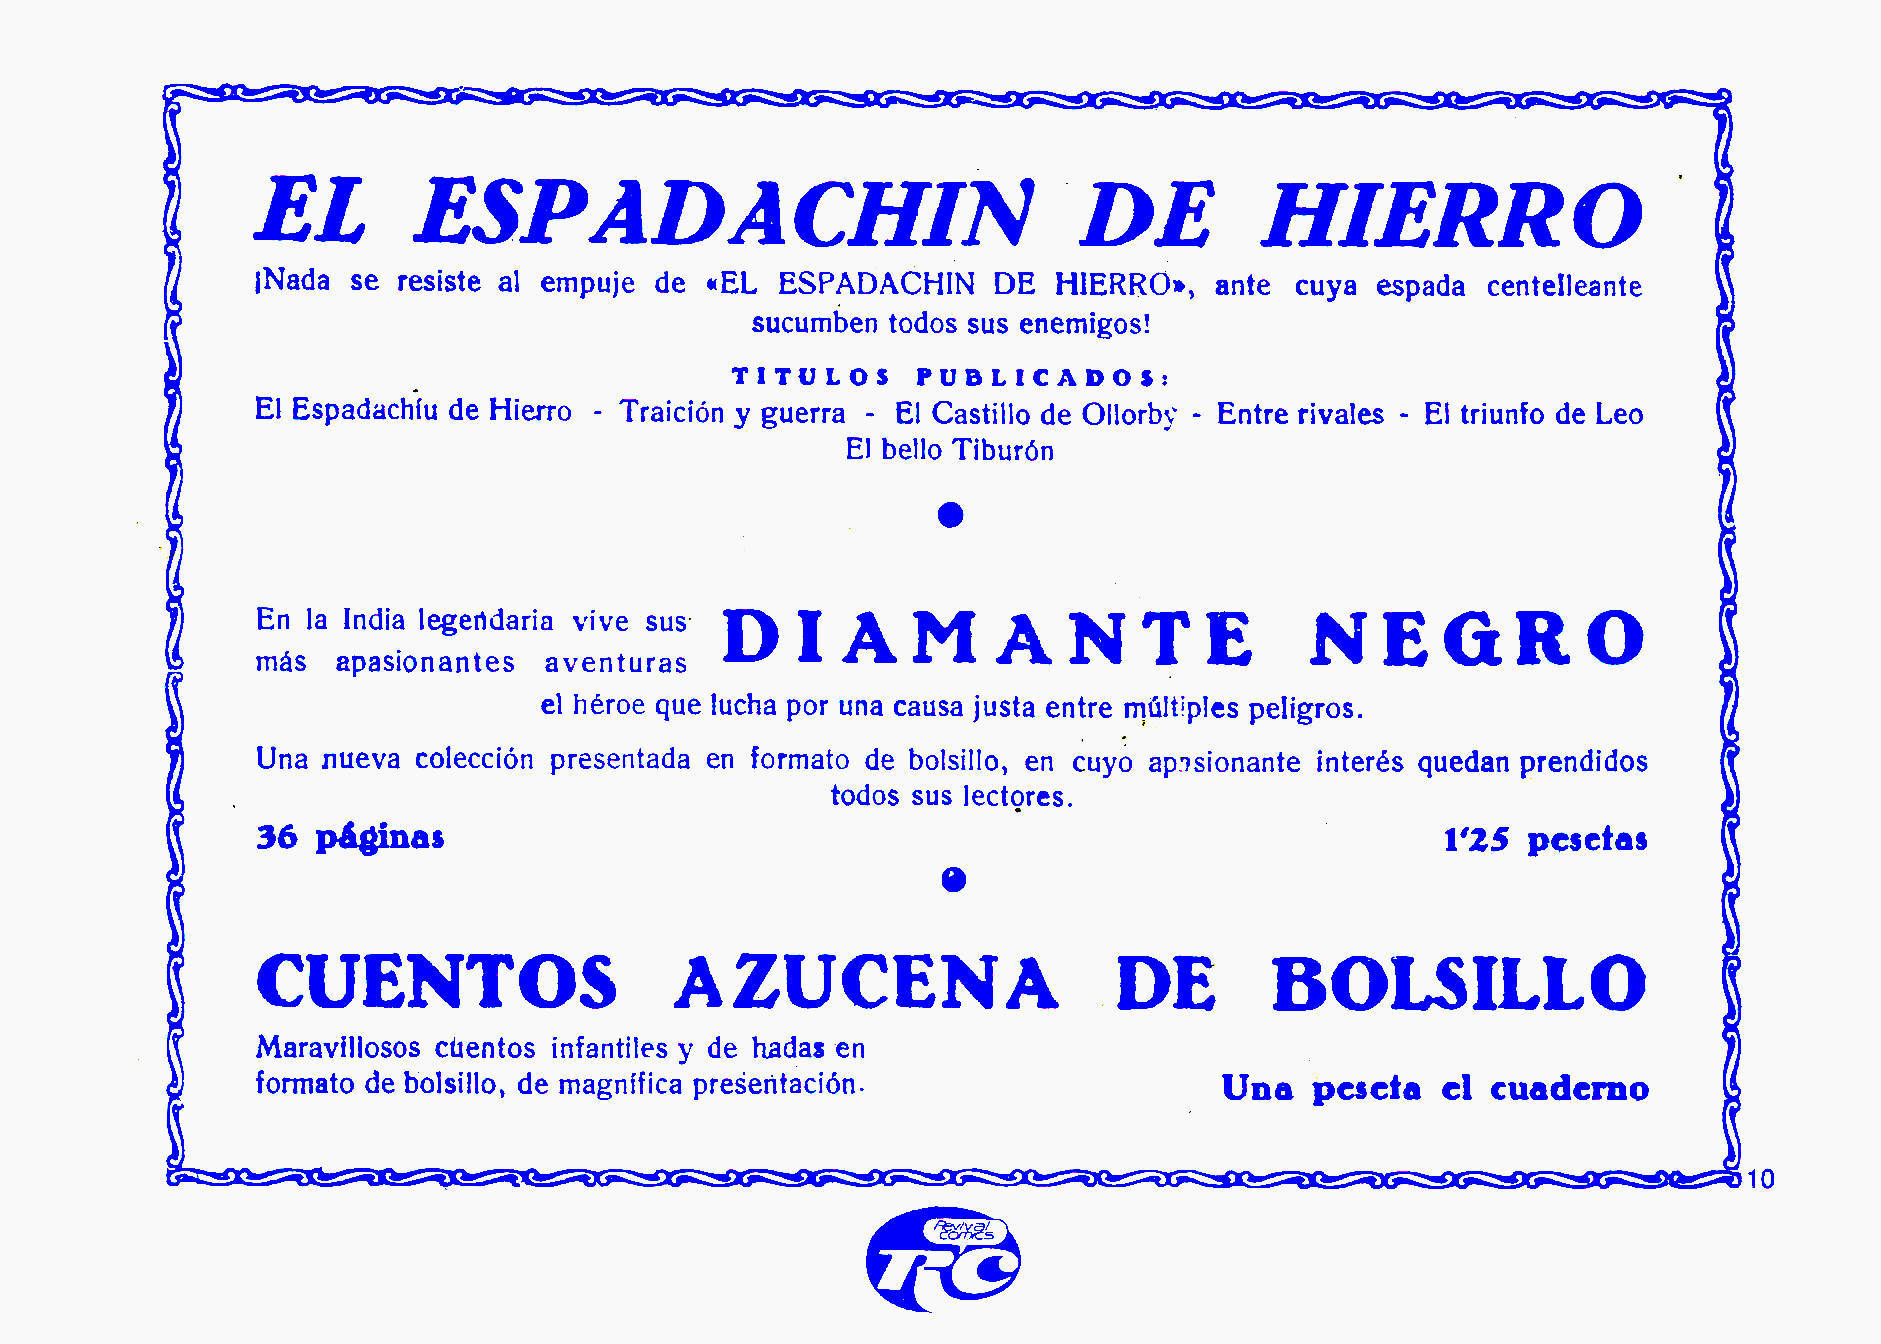 EL ESPADACHIN DE HIERRO
¡Nada se resiste al empuje de «EL ESPADACHIN DE HIERRO», ante cuya espada centelleante
sucumben todos sus enemigos!
TITULOS PUBLICADOS:
El Espadachíu de Hierro - Traición y guerra - El Castillo de Ollorby - Entre rivales - El triunfo de Leo
El bello Tiburón
En la India legendaria vive sus
más apasionantes aventuras
DIAMANTE NEGRO
el héroe que lucha por una causa justa entre múltiples peligros.
Una nueva colección presentada en formato de bolsillo, en cuyo apasionante interés quedan prendidos
todos sus lectores.
36 páginas
1'25 pesetas
CUENTOS AZUCENA DE BOLSILLO
Maravillosos cuentos infantiles y de hadas en
formato de bolsillo, de magnífica presentación.
Una peseta el cuaderno
10
Revival
comics
TPC